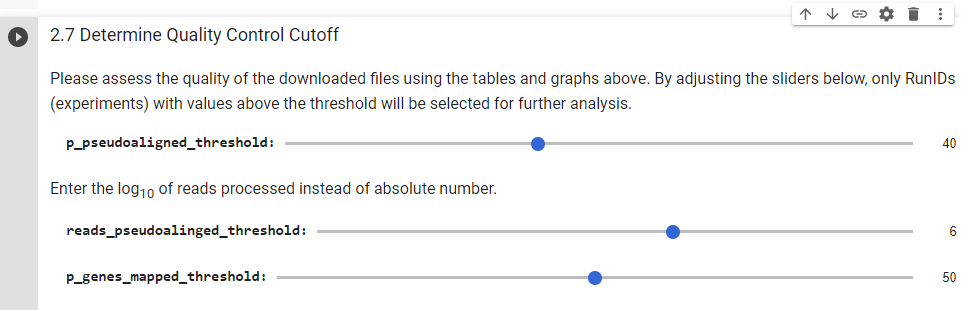 2.7 Determine Quality Control Cutoff
Please assess the quality of the downloaded files using the tables and graphs above. By adjusting the sliders below, only RunIDs
(experiments) with values above the threshold will be selected for further analysis.
p_pseudoaligned_threshold: 40
Enter the log10 of reads processed instead of absolute number.
reads_pseudoalinged_threshold: 6
p_genes_mapped_threshold: 50